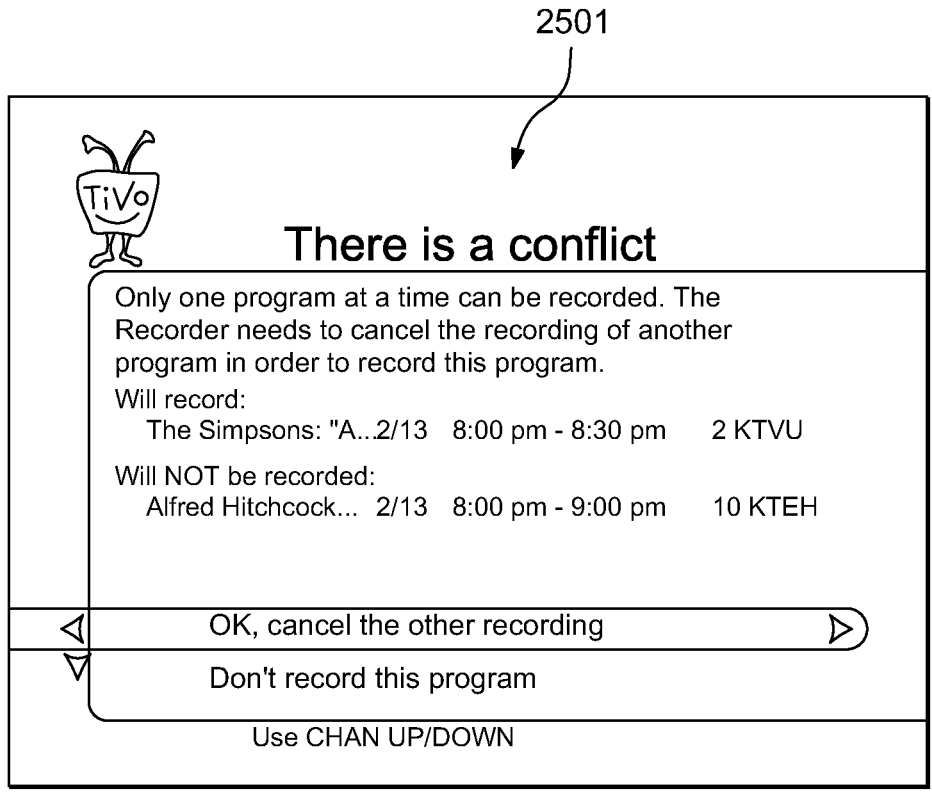 2501
TiVo
There is a conflict
Only one program at a time can be recorded. The
Recorder needs to cancel the recording of another
program in order to record this program.
Will record:
The Simpsons: "A...2/13 8:00 pm - 8:30 pm 2 KTVU
Will NOT be recorded:
Alfred Hitchcock... 2/13 8:00 pm - 9:00 pm 10 KTEH
OK, cancel the other recording
Don't record this program
Use CHAN UP/DOWN